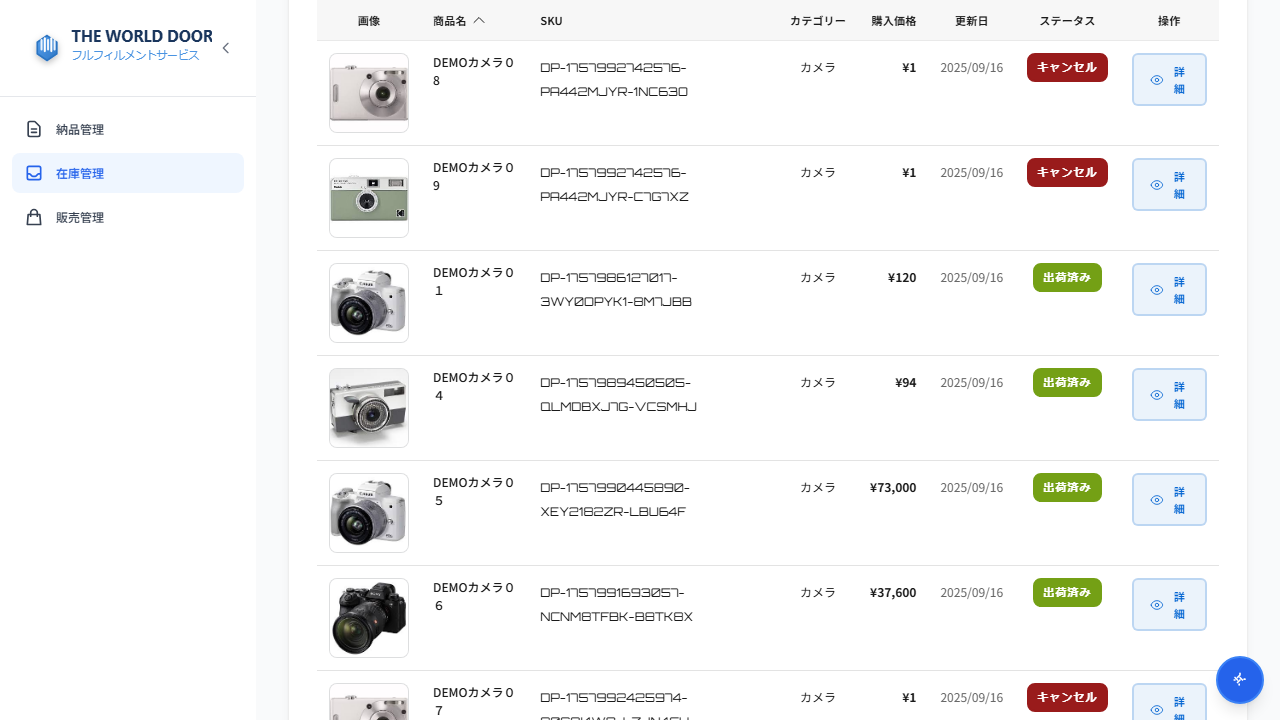 THE WORLD DOOR
フルフィルメントサービス
納品管理
在庫管理
販売管理
画像 商品名 SKU カテゴリー 購入価格 更新日 ステータス 操作
DEMOカメラ０
８
DP-1757992742576-
PA442MJYR-1NC63O
カメラ
¥1
2025/09/16
キャンセル
詳
細
DEMOカメラ０
９
DP-1757992742576-
PA442MJYR-C7G7XZ
カメラ
¥1
2025/09/16
キャンセル
詳
細
DEMOカメラ０
１
DP-1757986127017-
3WY0OPYK1-8M7JBB
カメラ
¥120
2025/09/16
出荷済み
詳
細
DEMOカメラ０
４
DP-1757989450505-
QLMDBXJ7G-VCSMHJ
カメラ
¥94
2025/09/16
出荷済み
詳
細
DEMOカメラ０
５
DP-1757990445890-
XEY2182ZR-LBU64F
カメラ
¥73,000
2025/09/16
出荷済み
詳
細
DEMOカメラ０
６
DP-1757991693057-
NCNM8TFBK-B8TK8X
カメラ
¥37,600
2025/09/16
出荷済み
詳
細
DEMOカメラ０
７
DP-1757992425974-
カメラ
¥1
2025/09/16
キャンセル
詳
細